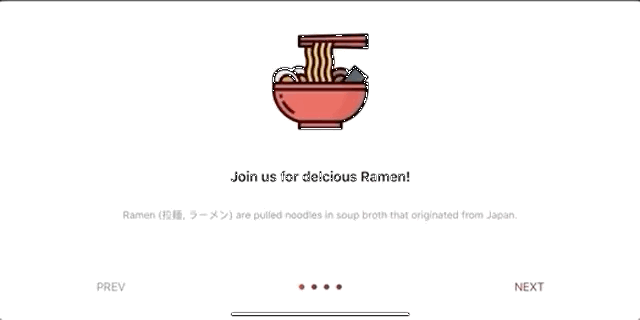 Join us for delcious Ramen!
Ramen (拉麺, ラーメン) are pulled noodles in soup broth that originated from Japan.
PREV
NEXT